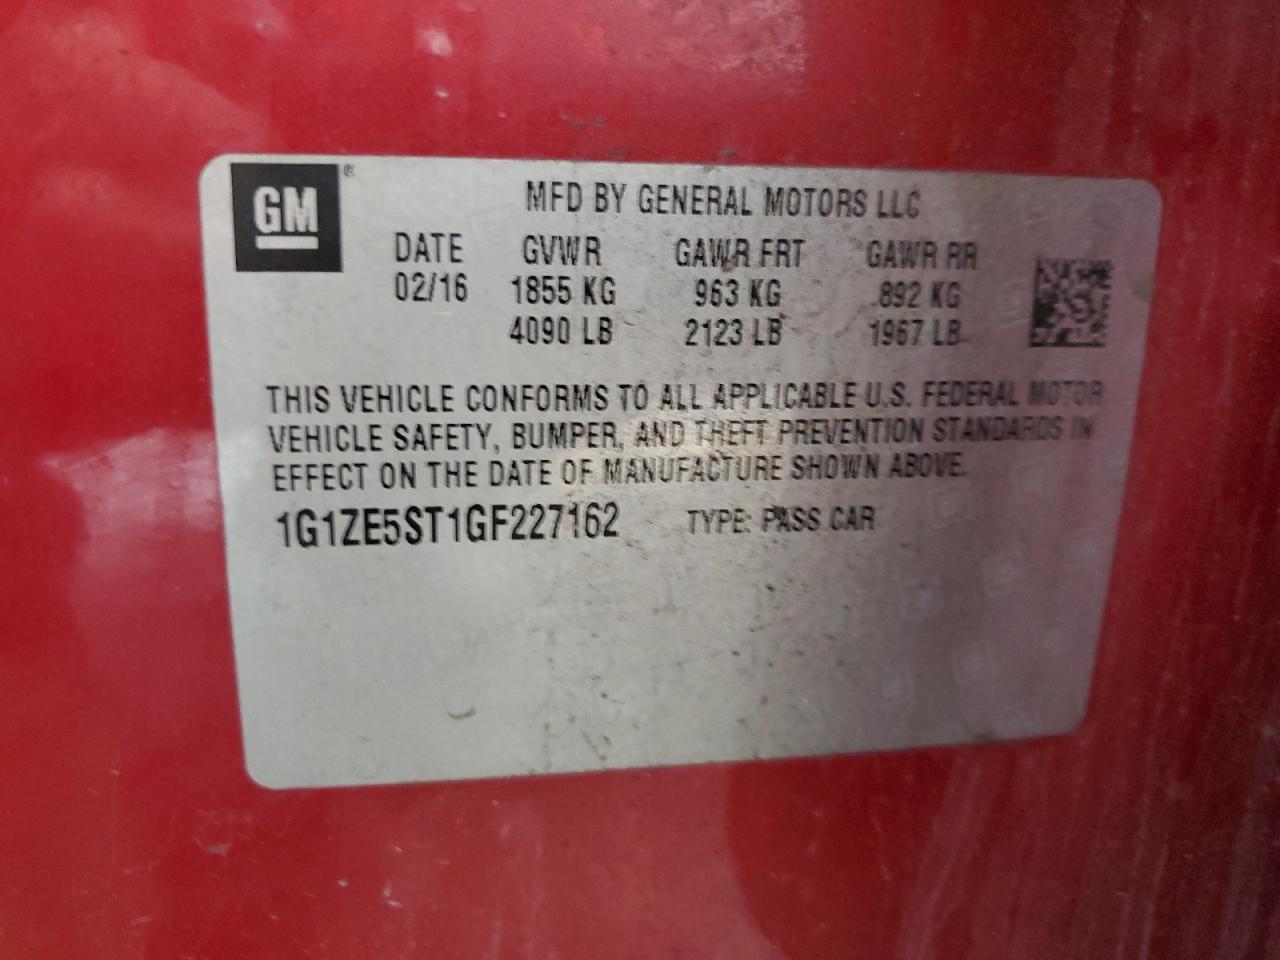 GM ®
MFD BY GENERAL MOTORS LLC
DATE GVWR GAWR FRT GAWR RR
02/16 1855 KG 963 KG 892 KG
4090 LB 2123 LB 1967 LB
THIS VEHICLE CONFORMS TO ALL APPLICABLE U.S. FEDERAL MOTOR
VEHICLE SAFETY, BUMPER, AND THEFT PREVENTION STANDARDS IN
EFFECT ON THE DATE OF MANUFACTURE SHOWN ABOVE.
1G1ZE5ST1GF227162 TYPE: PASS CAR